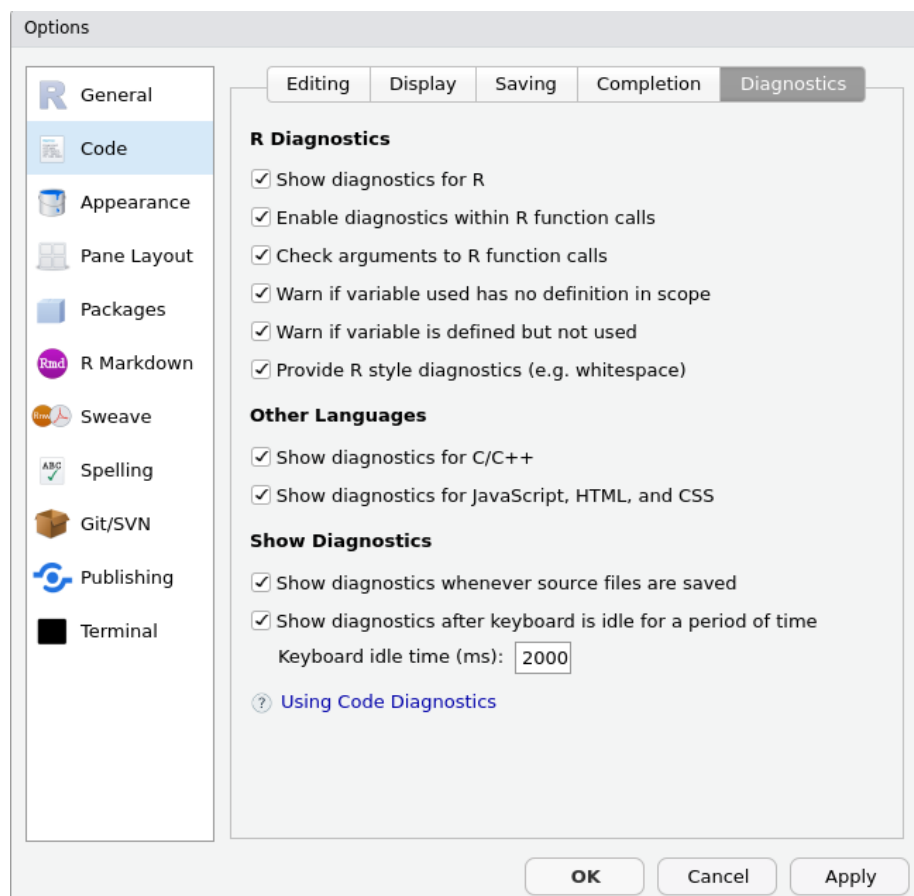 Options
General
Code
Appearance
Pane Layout
Packages
Rmd R Markdown
Sweave
ABC Spelling
Git/SVN
Publishing
Terminal
Editing Display Saving Completion Diagnostics
R Diagnostics
Show diagnostics for R
Enable diagnostics within R function calls
Check arguments to R function calls
Warn if variable used has no definition in scope
Warn if variable is defined but not used
Provide R style diagnostics (e.g. whitespace)
Other Languages
Show diagnostics for C/C++
Show diagnostics for JavaScript, HTML, and CSS
Show Diagnostics
Show diagnostics whenever source files are saved
Show diagnostics after keyboard is idle for a period of time
Keyboard idle time (ms): 2000
? Using Code Diagnostics
OK Cancel Apply